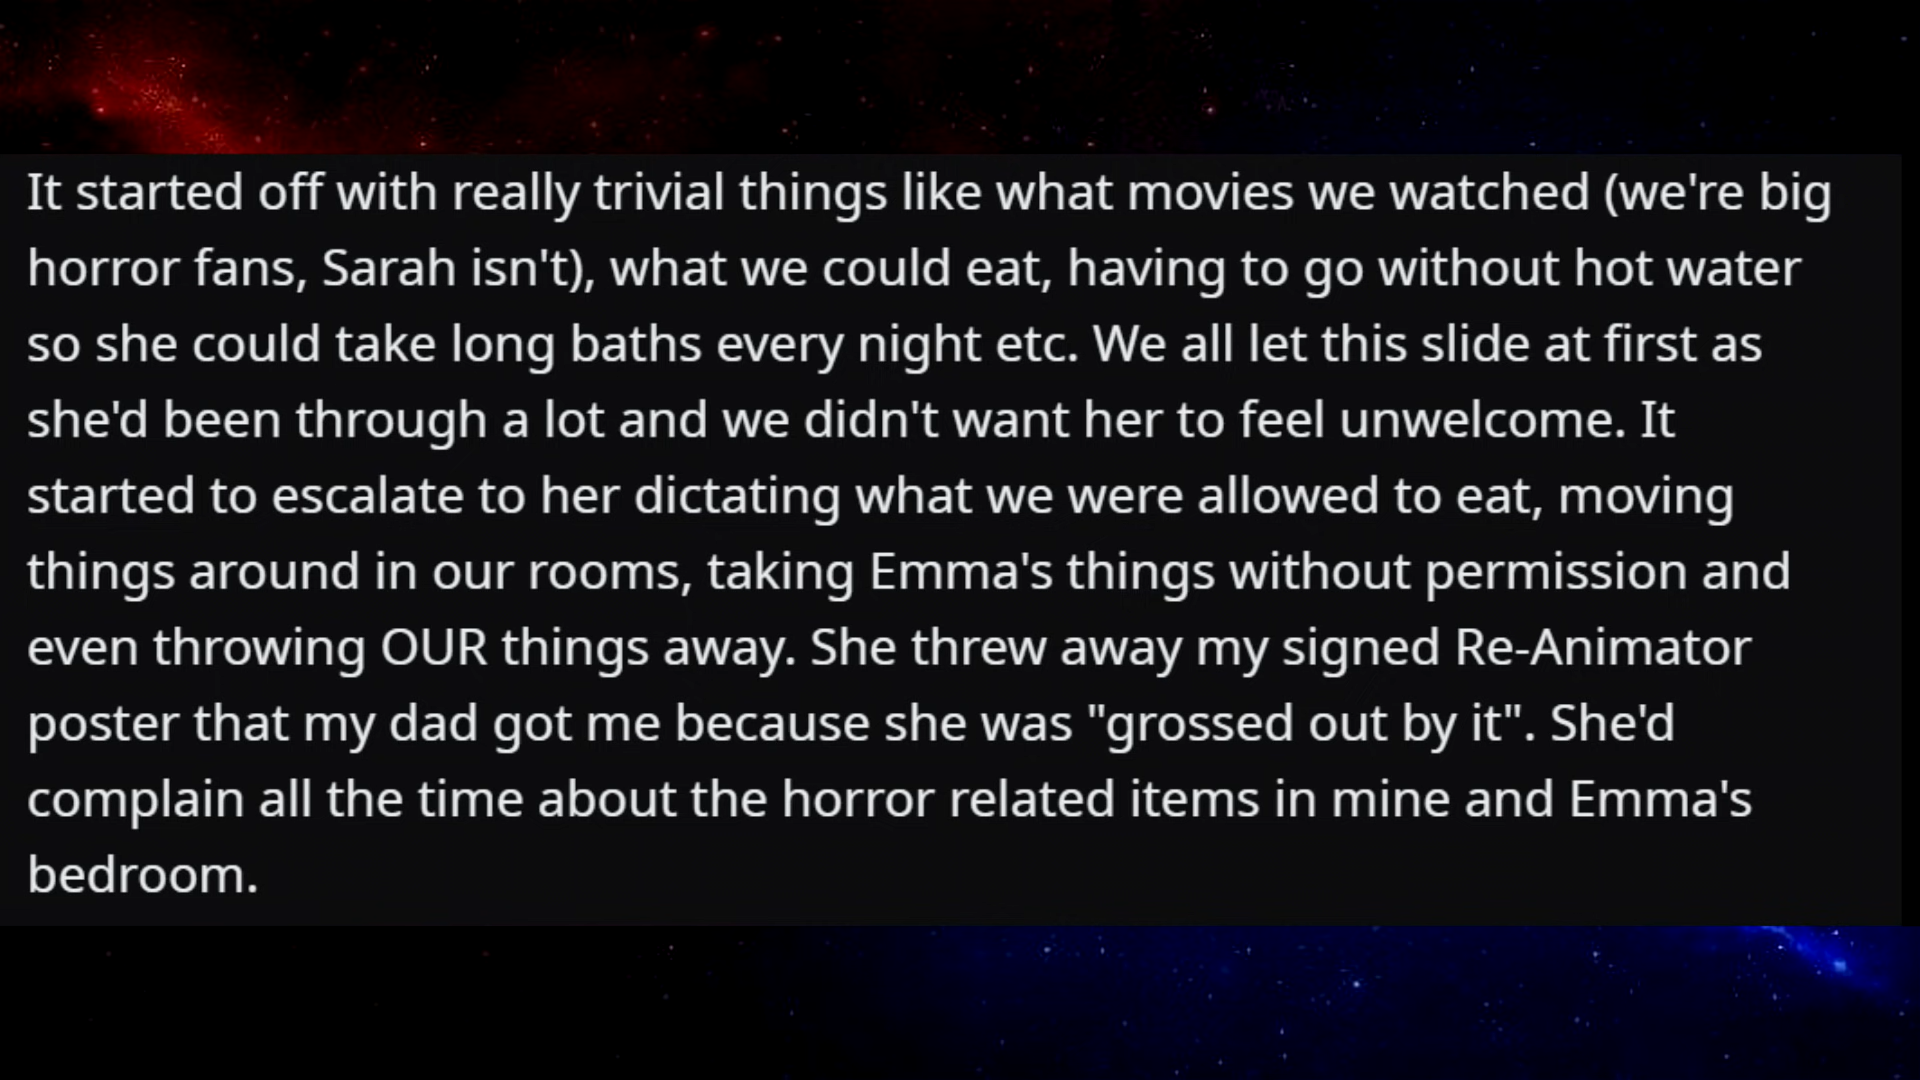 It started off with really trivial things like what movies we watched (we're big
horror fans, Sarah isn't), what we could eat, having to go without hot water
so she could take long baths every night etc. We all let this slide at first as
she'd been through a lot and we didn't want her to feel unwelcome. It
started to escalate to her dictating what we were allowed to eat, moving
things around in our rooms, taking Emma's things without permission and
even throwing OUR things away. She threw away my signed Re-Animator
poster that my dad got me because she was "grossed out by it". She'd
complain all the time about the horror related items in mine and Emma's
bedroom.